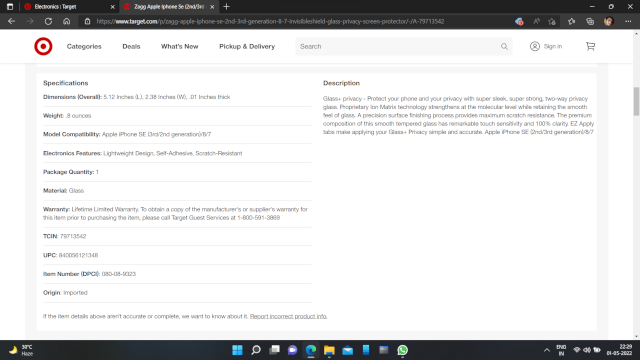 Electronics : Target
Zagg Apple Iphone Se (2nd/3rd
https://www.target.com/p/zagg-apple-iphone-se-2nd-3rd-generation-8-7-invisibleshield-glass-privacy-screen-protector/-/A-79713542
Categories
Deals
What's New
Pickup & Delivery
Search
Sign in
Specifications
Dimensions (Overall): 5.12 Inches (L), 2.38 Inches (W), .01 Inches thick
Weight: .8 ounces
Model Compatibility: Apple iPhone SE (3rd/2nd generation)/8/7
Electronics Features: Lightweight Design, Self-Adhesive, Scratch-Resistant
Package Quantity: 1
Material: Glass
Warranty: Lifetime Limited Warranty. To obtain a copy of the manufacturer's or supplier's warranty for
this item prior to purchasing the item, please call Target Guest Services at 1-800-591-3869
TCIN: 79713542
UPC: 840056121348
Item Number (DPCI): 080-08-9323
Origin: Imported
If the item details above aren't accurate or complete, we want to know about it. Report incorrect product info.
Description
Glass+ privacy - Protect your phone and your privacy with super sleek, super strong, two-way privacy
glass. Proprietary Ion Matrix technology strengthens at the molecular level while retaining the smooth
feel of glass. A precision surface finishing process provides maximum scratch resistance. The premium
composition of this smooth tempered glass has remarkable touch sensitivity and 100% clarity. EZ Apply
tabs make applying your Glass+ Privacy simple and accurate. Apple iPhone SE (2nd/3rd generation)/8/7
30°C
Haze
ENG
IN
22:29
01-05-2022